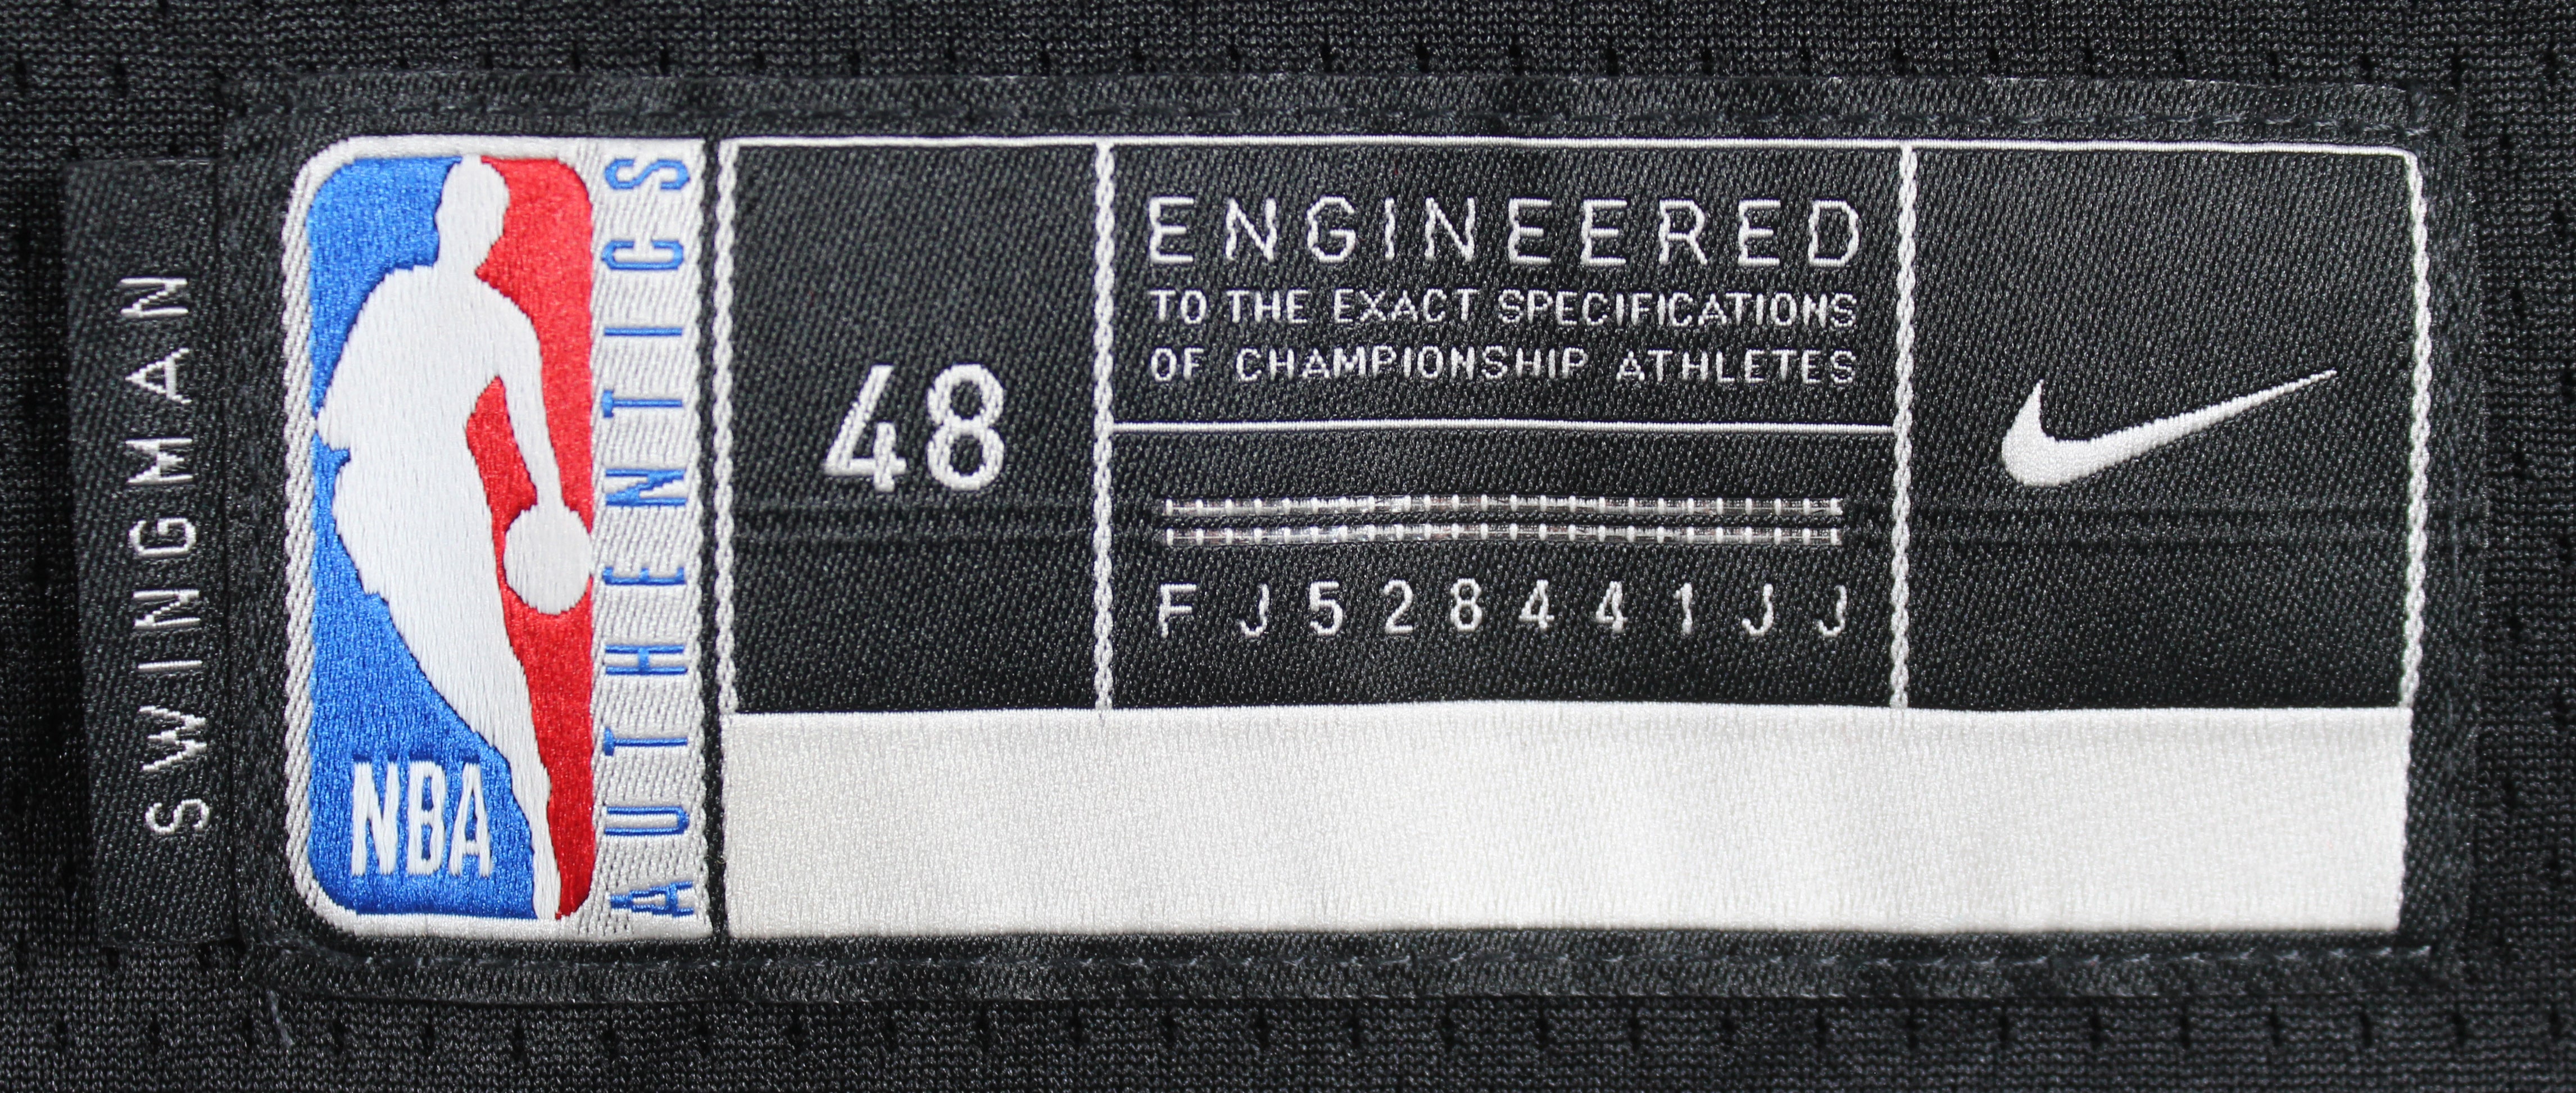 SWINGMAN
NBA
AUTHENTICS
48
ENGINEERED
TO THE EXACT SPECIFICATIONS
OF CHAMPIONSHIP ATHLETES
FJ528441JJ